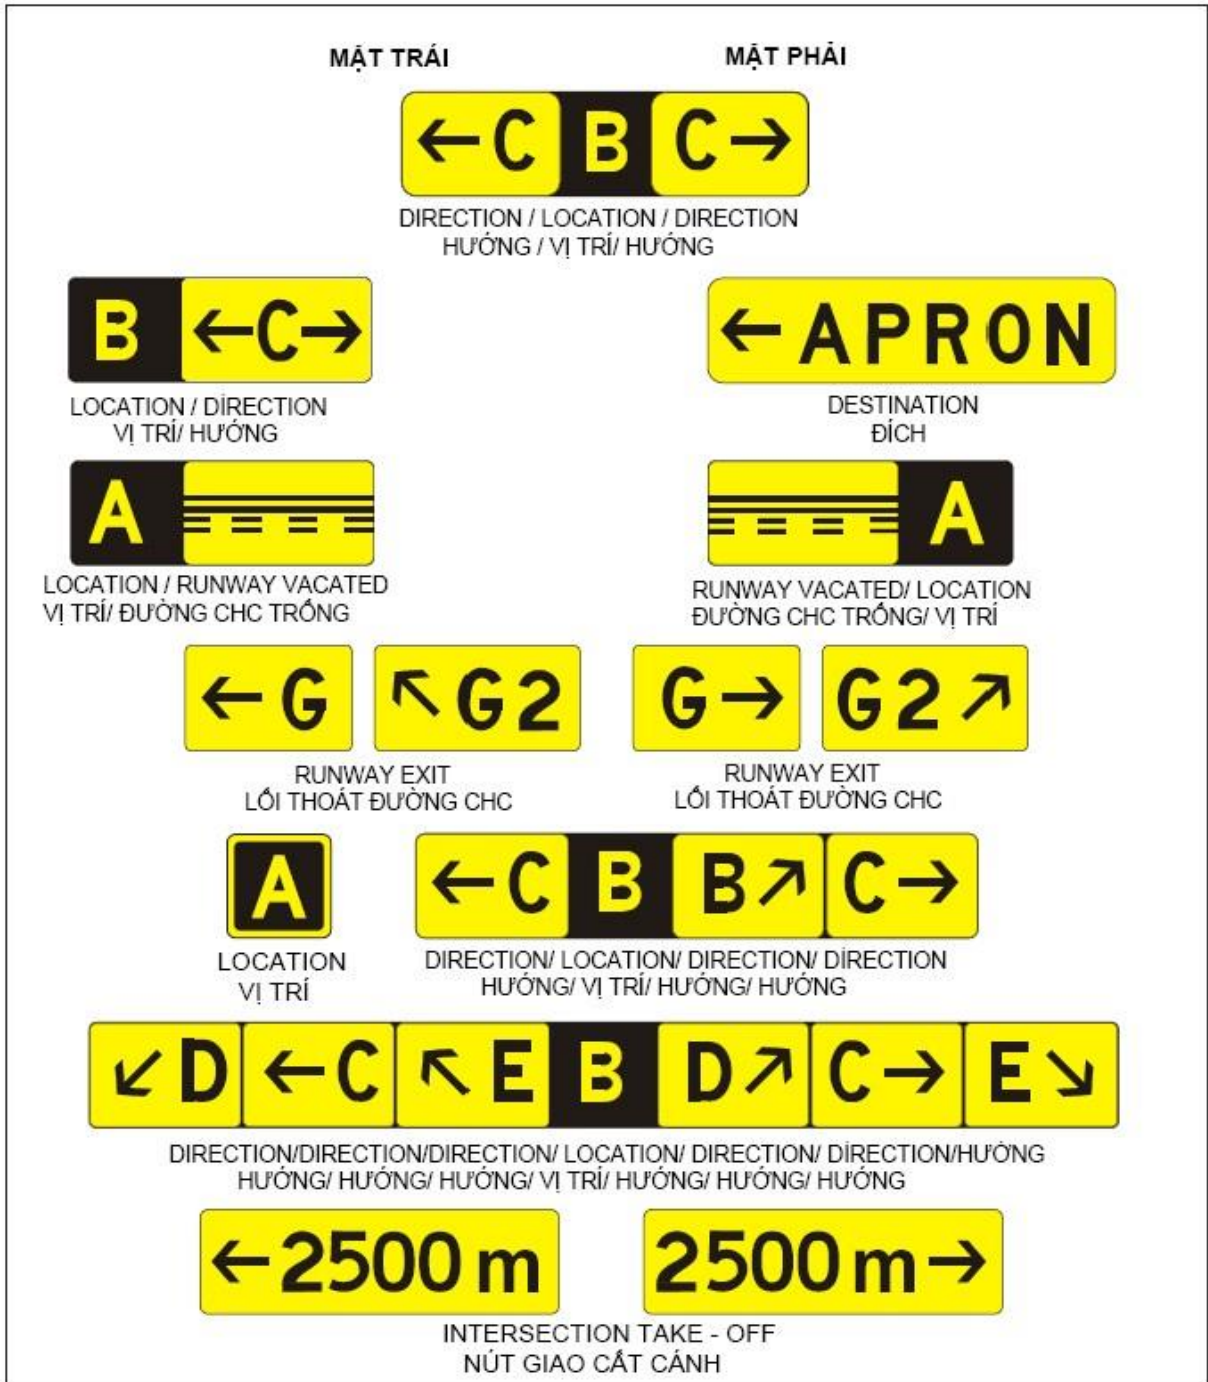 MẶT TRÁI MẶT PHẢI
←C B C→
DIRECTION / LOCATION / DIRECTION
HƯỚNG / VỊ TRÍ/ HƯỚNG
B ←C→
←APRON
LOCATION / DIRECTION
VỊ TRÍ/ HƯỚNG
DESTINATION
ĐÍCH
A
A
LOCATION / RUNWAY VACATED
VỊ TRÍ/ ĐƯỜNG CHC TRỐNG
RUNWAY VACATED/ LOCATION
ĐƯỜNG CHC TRỐNG/ VỊ TRÍ
←G ↖G2
G→ G2↗
RUNWAY EXIT
LỐI THOÁT ĐƯỜNG CHC
RUNWAY EXIT
LỐI THOÁT ĐƯỜNG CHC
A
←C B B↗ C→
LOCATION
VỊ TRÍ
DIRECTION/ LOCATION/ DIRECTION/ DIRECTION
HƯỚNG/ VỊ TRÍ/ HƯỚNG/ HƯỚNG
↙D ←C ↖E B D↗ C→ E↘
DIRECTION/DIRECTION/DIRECTION/ LOCATION/ DIRECTION/ DIRECTION/HƯỜNG
HƯỚNG/ HƯỚNG/ HƯỚNG/ VỊ TRÍ/ HƯỚNG/ HƯỚNG/ HƯỚNG
←2500 m
2500 m→
INTERSECTION TAKE - OFF
NÚT GIAO CẤT CÁNH